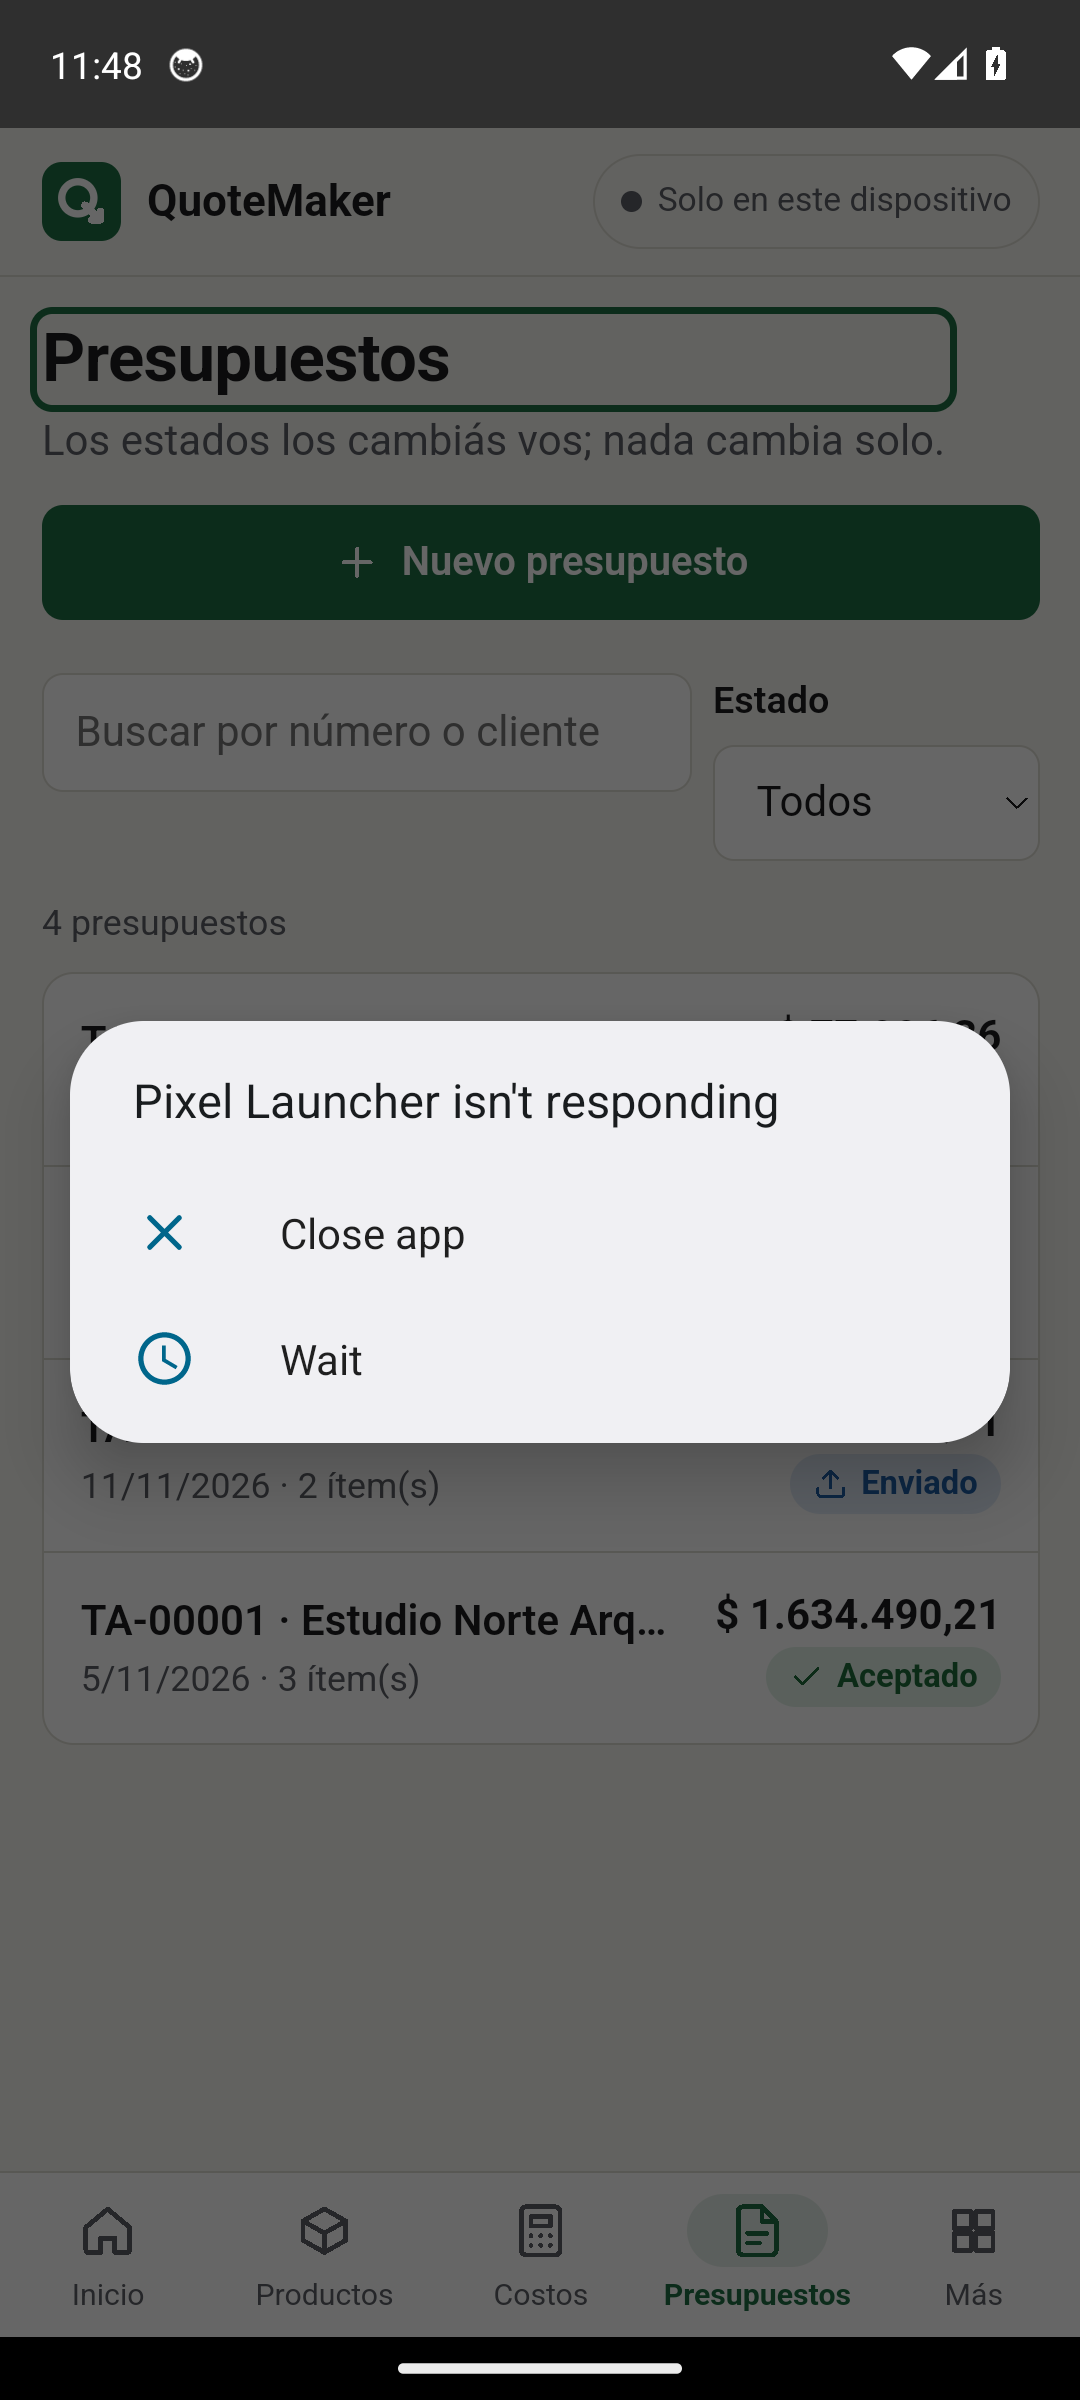 11:48
QuoteMaker
Solo en este dispositivo
Presupuestos
Los estados los cambiás vos; nada cambia solo.
Nuevo presupuesto
Buscar por número o cliente
Estado
Todos
4 presupuestos
Pixel Launcher isn't responding
Close app
Wait
11/11/2026 · 2 ítem(s)
Enviado
TA-00001 · Estudio Norte Arq...
$ 1.634.490,21
5/11/2026 · 3 ítem(s)
Aceptado
Inicio
Productos
Costos
Presupuestos
Más